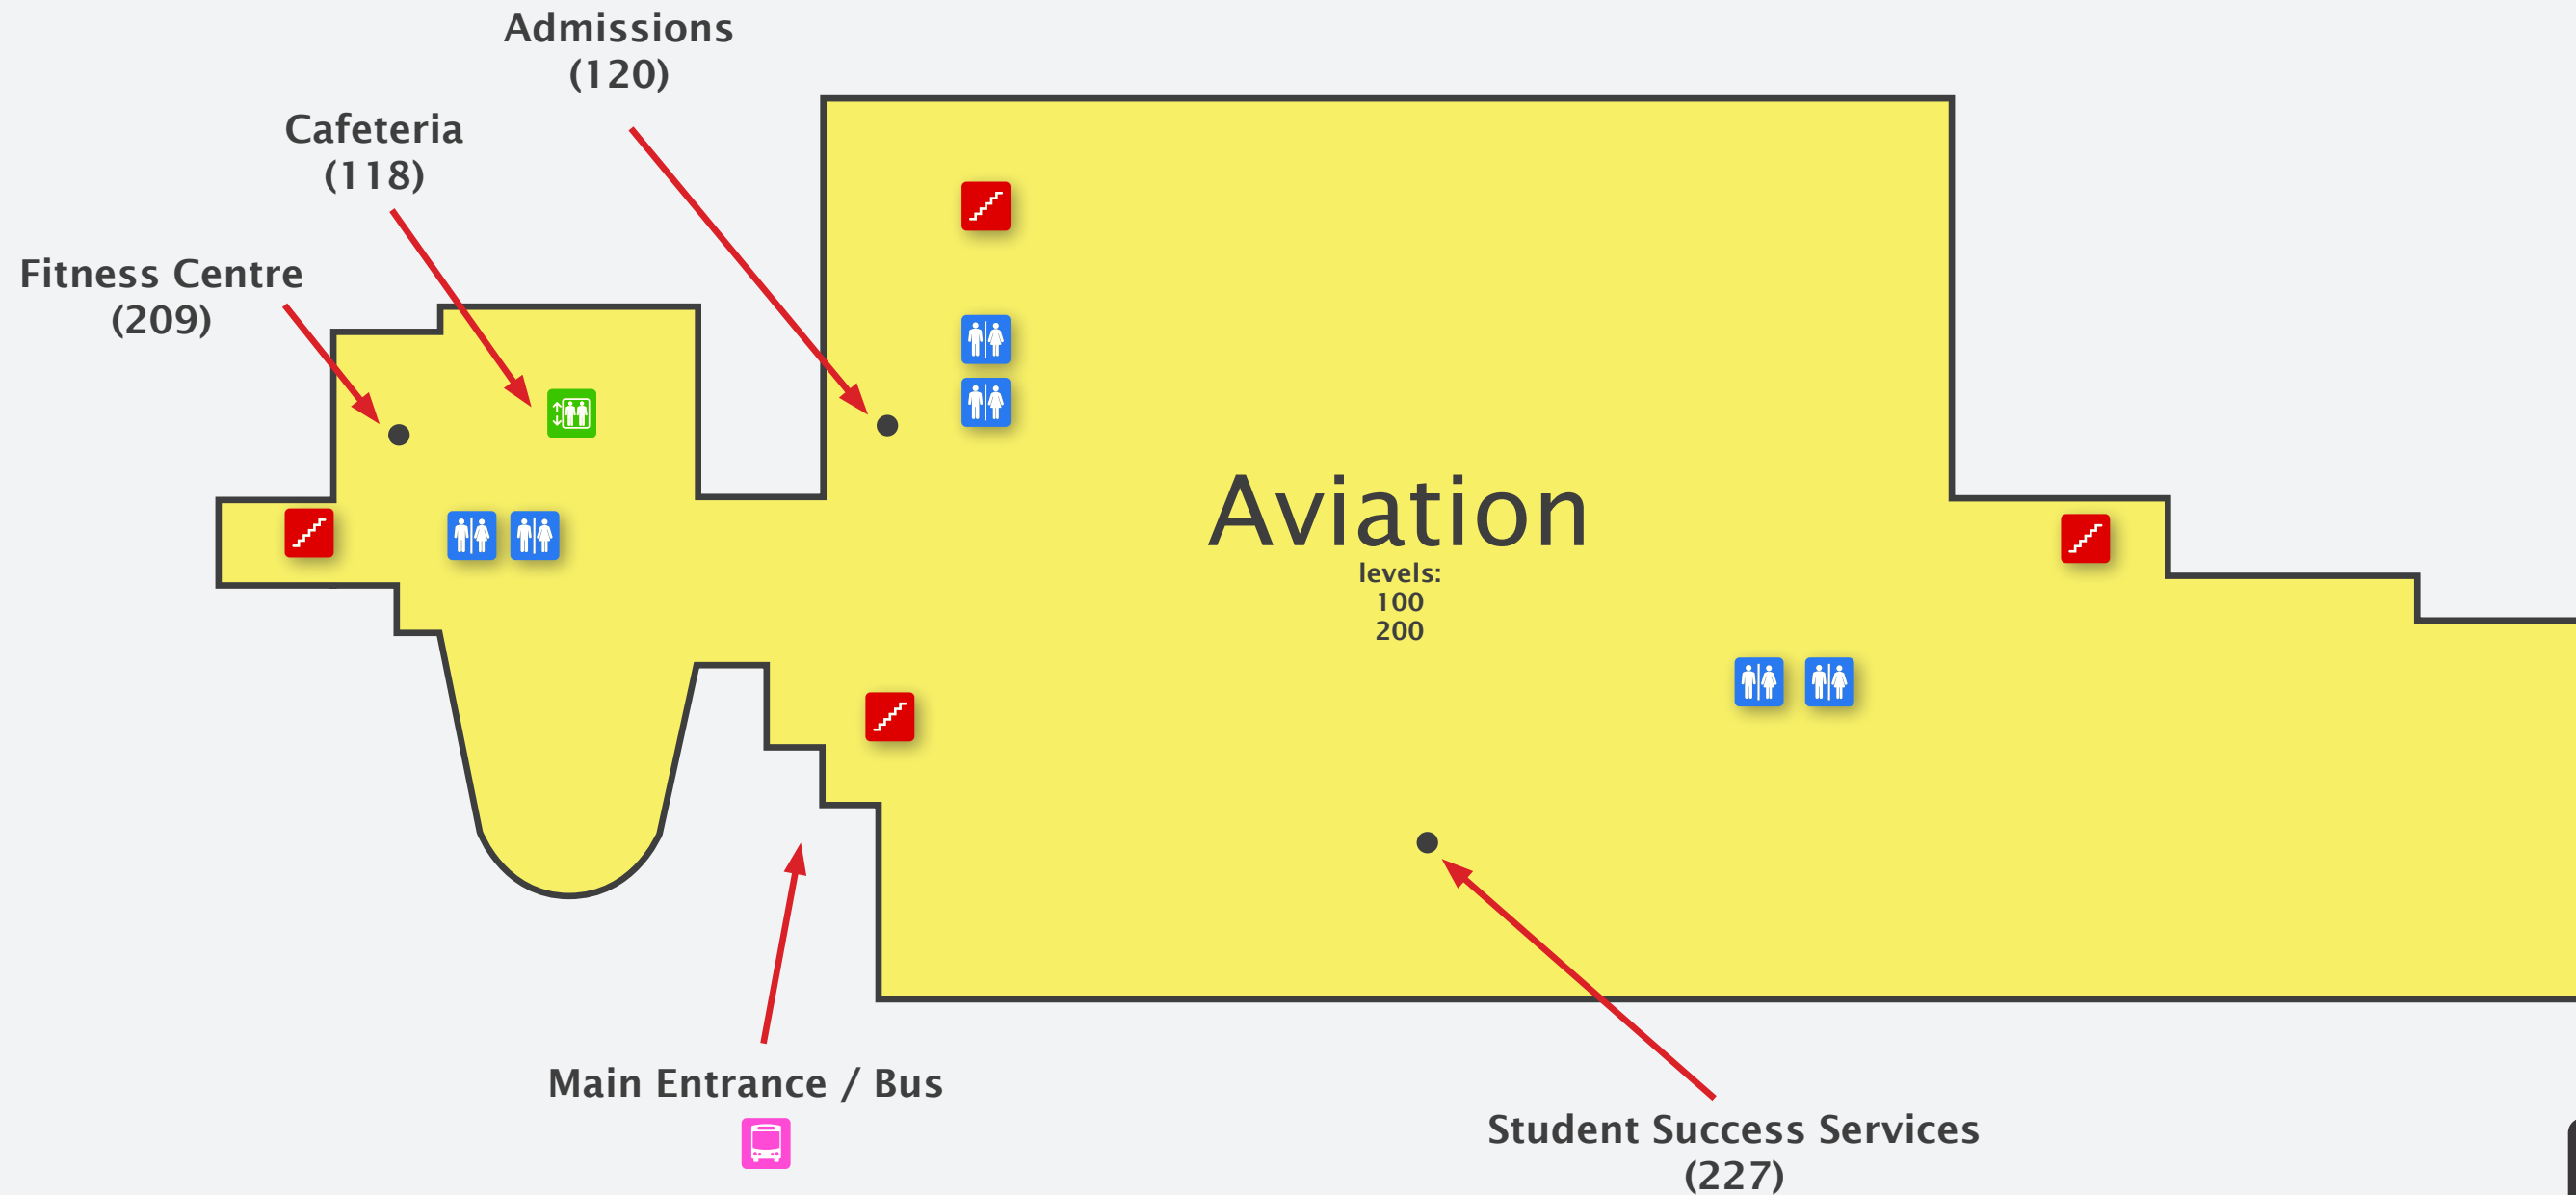 Admissions
(120)
Cafeteria
(118)
Fitness Centre
(209)
Aviation
levels:
100
200
Main Entrance / Bus
Student Success Services
(227)